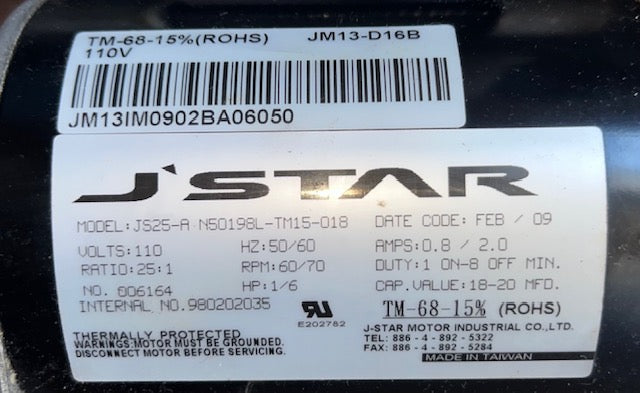 TM-68-15%(ROHS) JM13-D16B
110V
JM13IM0902BA06050
J'STAR
MODEL:JS25-A N50198L-TM15-018 DATE CODE: FEB / 09
VOLTS:110 HZ:50/60 AMPS:0.8 / 2.0
RATIO:25:1 RPM:60/70 DUTY:1 ON-8 OFF MIN.
NO. 006164 HP:1/6 CAP.VALUE:18-20 MFD.
INTERNAL NO.980202035 TM-68-15% (ROHS)
E202782
THERMALLY PROTECTED
WARNINGS:MOTOR MUST BE GROUNDED.
DISCONNECT MOTOR BEFORE SERVICING.
J-STAR MOTOR INDUSTRIAL CO.,LTD.
TEL: 886 - 4 - 892 - 5322
FAX: 886 - 4 - 892 - 5284
MADE IN TAIWAN